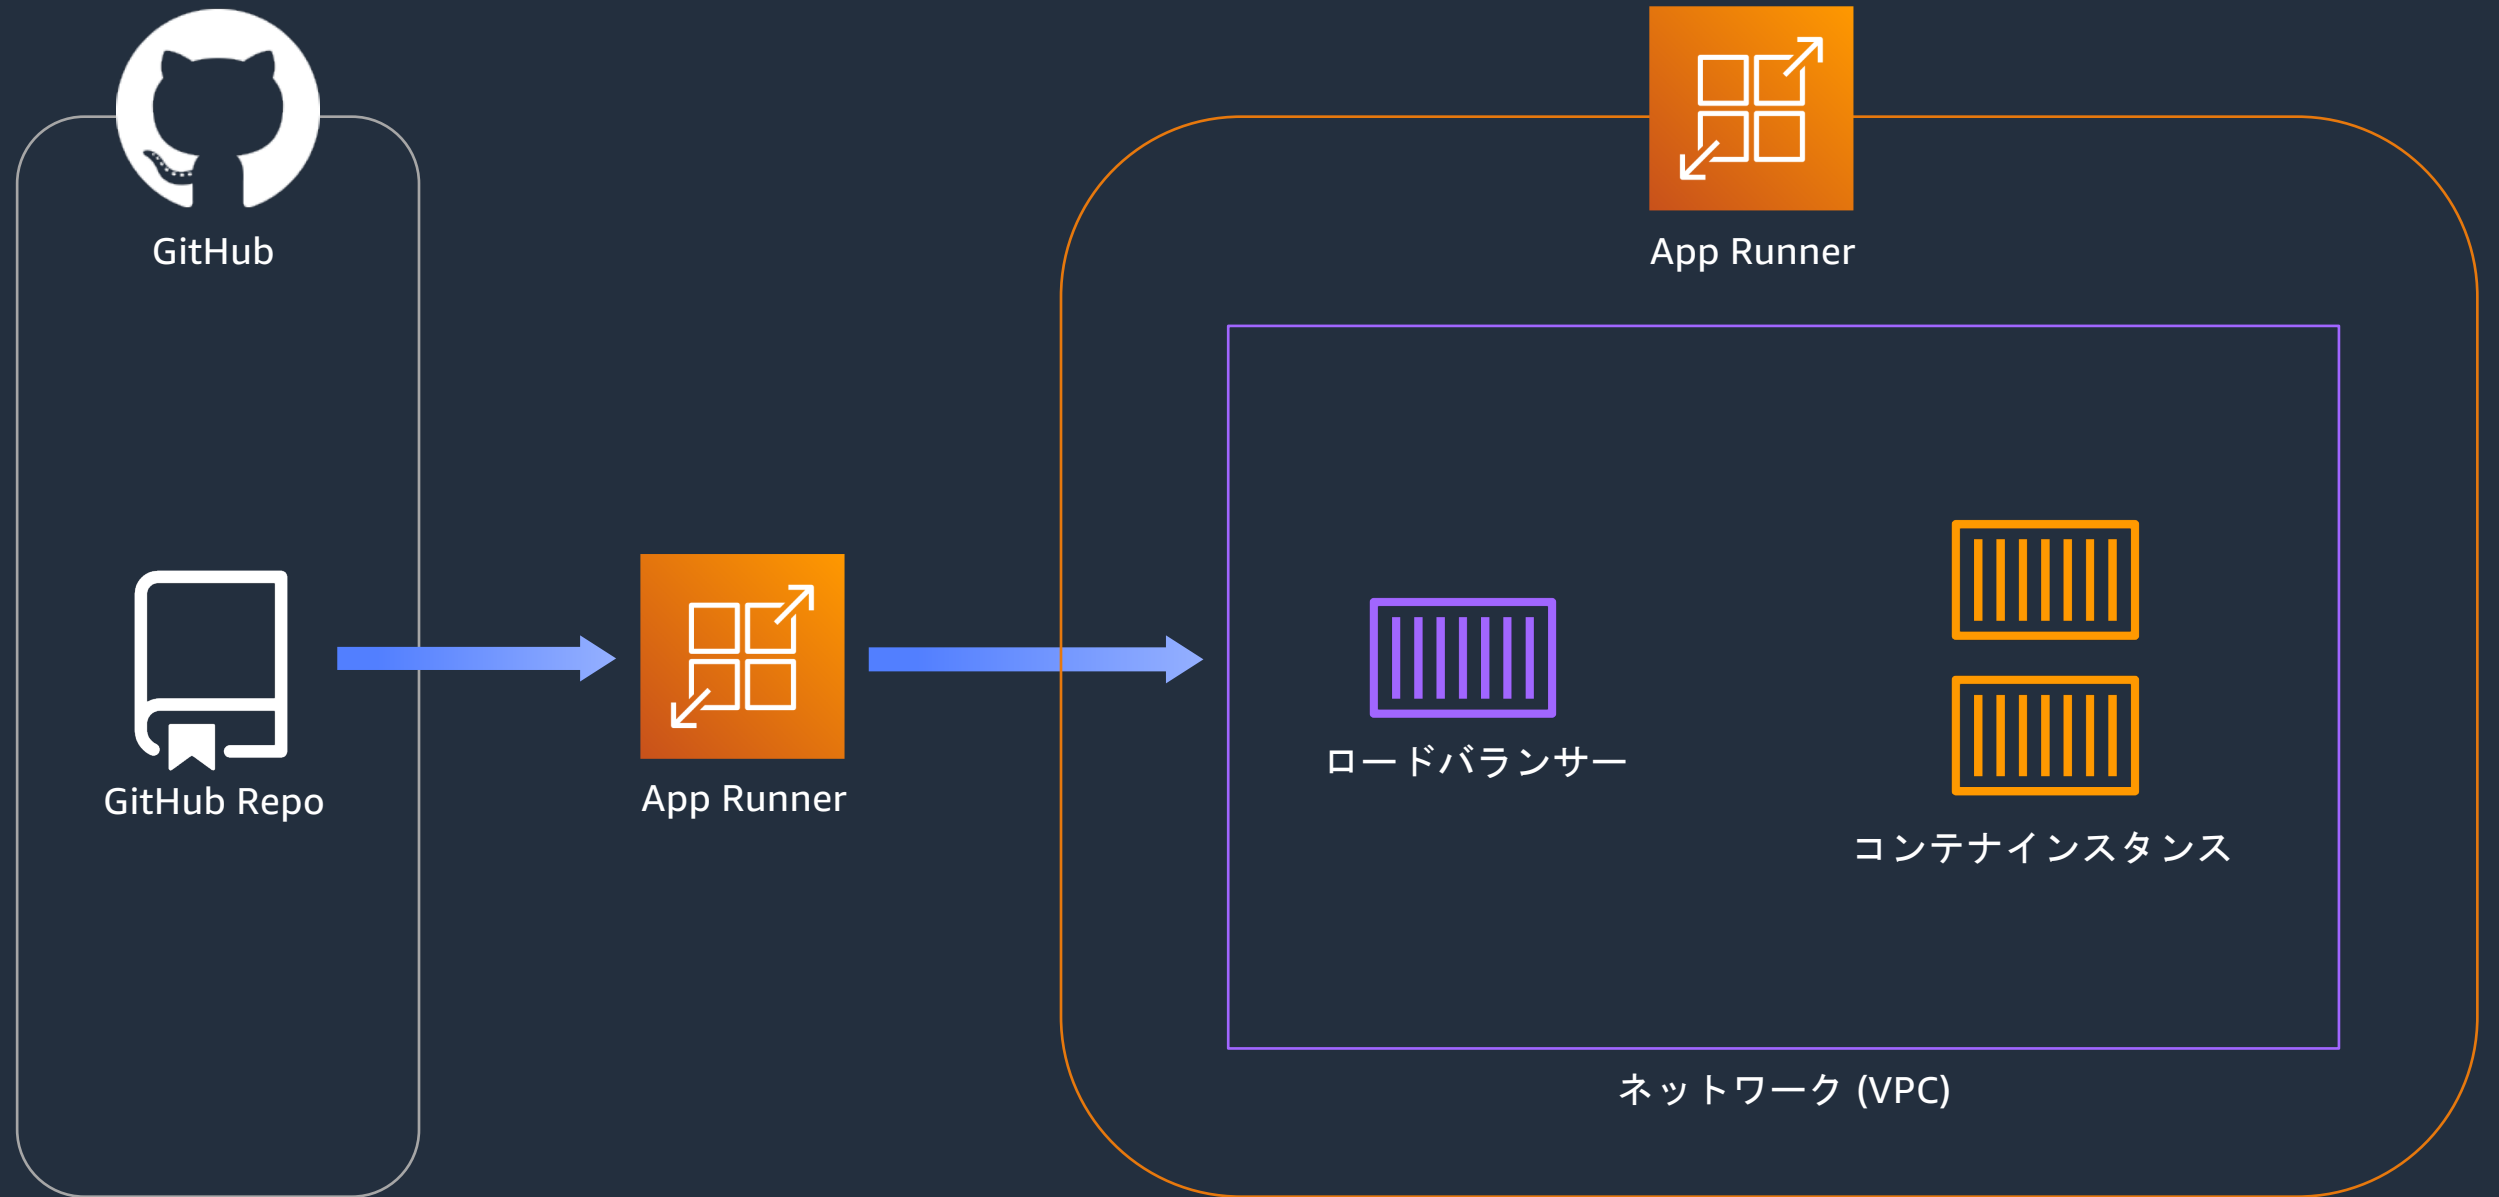 GitHub
App Runner
GitHub Repo
App Runner
ロードバランサー
コンテナインスタンス
ネットワーク (VPC)